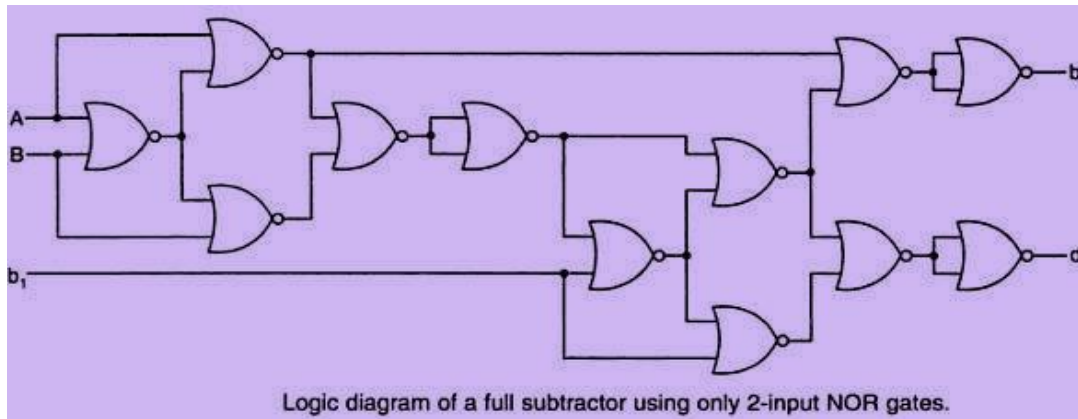 b
A
B
b₁
d
Logic diagram of a full subtractor using only 2-input NOR gates.